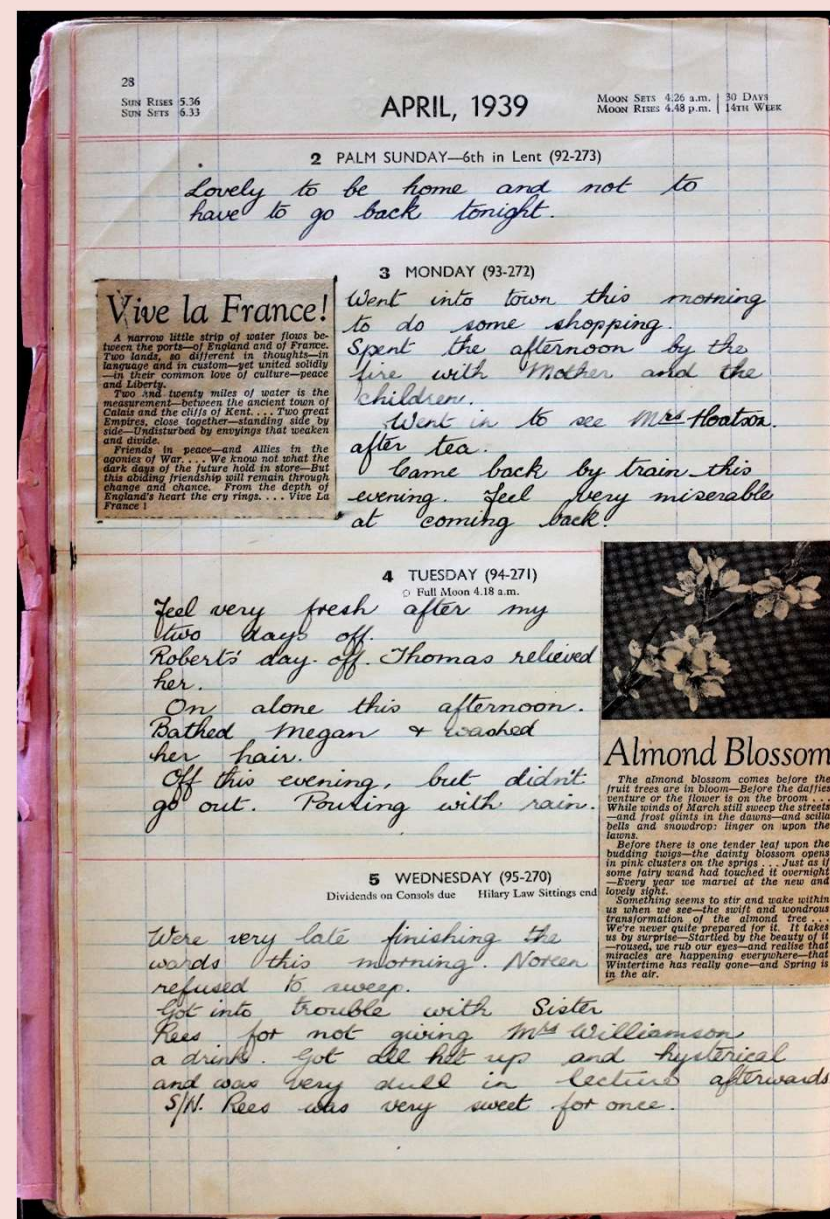 28
SUN RISES 5.36
SUN SETS 6.33
APRIL, 1939
MOON SETS 4.26 a.m. | 30 DAYS
MOON RISES 4.48 p.m. | 14TH WEEK
2 PALM SUNDAY—6th in Lent (92-273)
Lovely to be home and not to
have to go back tonight.
3 MONDAY (93-272)
Vive la France!
A narrow little strip of water flows be-
tween the ports—of England and of France.
Two lands, so different in thoughts—in
language and in custom—yet united solidly
—in their common love of culture—peace
and Liberty.
Two and twenty miles of water is the
measurement—between the ancient town of
Calais and the cliffs of Kent. . . . Two great
Empires, close together—standing side by
side—Undisturbed by envyings that weaken
and divide.
Friends in peace—and Allies in the
agonies of War. . . . We know not what the
dark days of the future hold in store—But
this abiding friendship will remain through
change and chance. From the depth of
England's heart the cry rings. . . . Vive La
France !
Went into town this morning
to do some shopping.
Spent the afternoon by the
fire with Mother and the
children.
Went in to see Mrs Hoatson.
after tea.
Came back by train this
evening. Feel very miserable
at coming back.
4 TUESDAY (94-271)
Full Moon 4.18 a.m.
Feel very fresh after my
two days off.
Roberts' day off. Thomas relieved
her.
On alone this afternoon.
Bathed Megan & washed
her hair.
Off this evening, but didn't
go out. Pouring with rain.
Almond Blossom
The almond blossom comes before the
fruit trees are in bloom—Before the daffies
venture or the flower is on the broom . . .
While winds of March still sweep the streets
—and frost glints in the dawns—and scilla
bells and snowdrops linger on upon the
lawns.
Before there is one tender leaf upon the
budding twigs—the dainty blossom opens
in pink clusters on the sprigs . . . Just as if
some fairy wand had touched it overnight
—Every year we marvel at the new and
lovely sight.
Something seems to stir and wake within
us when we see—the swift and wondrous
transformation of the almond tree . . .
We're never quite prepared for it. It takes
us by surprise—Startled by the beauty of it
—roused, we rub our eyes—and realise that
miracles are happening everywhere—that
Wintertime has really gone—and Spring is
in the air.
5 WEDNESDAY (95-270)
Dividends on Consols due Hilary Law Sittings end
Were very late finishing the
wards this morning. Noreen
refused to sweep.
Got into trouble with Sister
Rees for not giving Mrs Williamson
a drink. Got all het up and hysterical
and was very dull in lecture afterwards
S/N. Rees was very sweet for once.